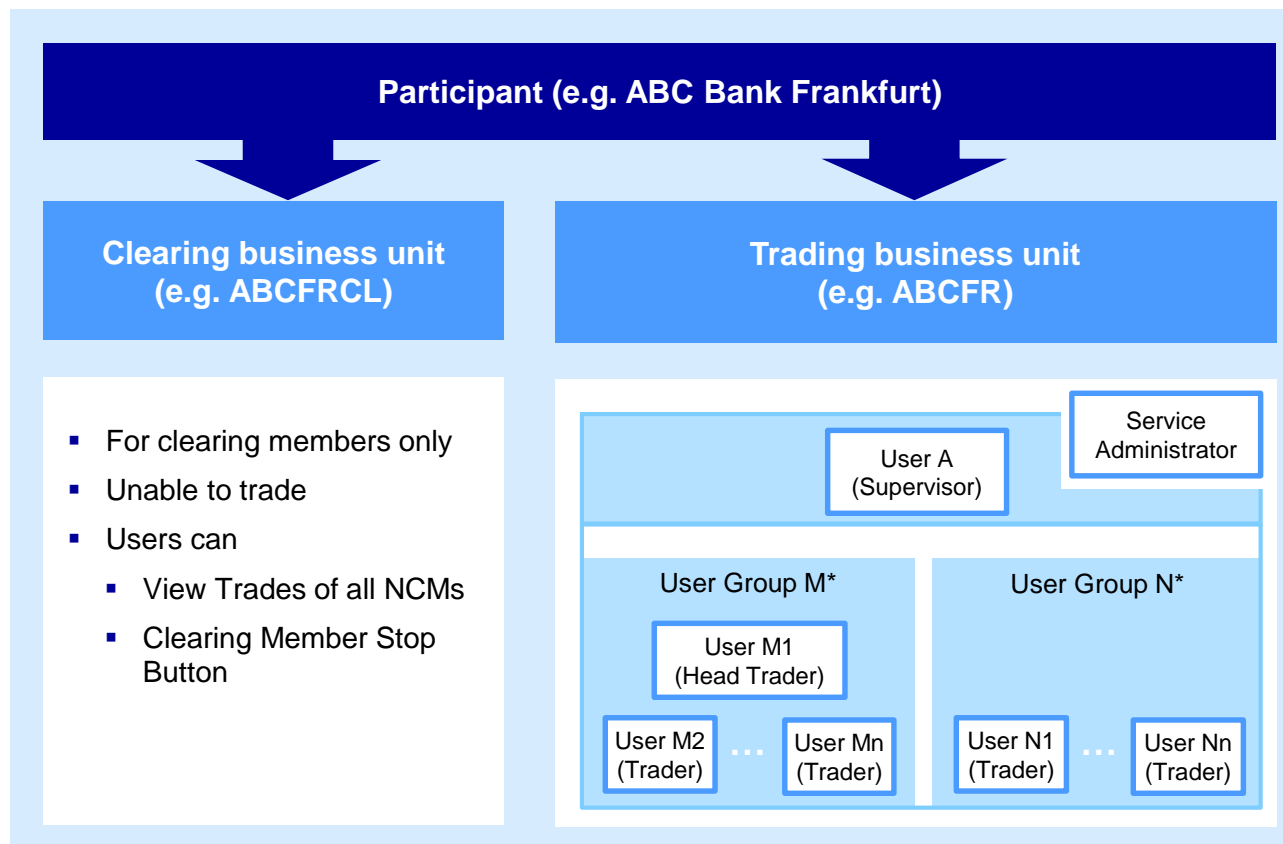 Participant (e.g. ABC Bank Frankfurt)
Clearing business unit
(e.g. ABCFRCL)
Trading business unit
(e.g. ABCFR)
▪ For clearing members only
▪ Unable to trade
▪ Users can
▪ View Trades of all NCMs
▪ Clearing Member Stop
Button
Service
Administrator
User A
(Supervisor)
User Group M*
User M1
(Head Trader)
User M2
(Trader)
...
User Mn
(Trader)
User Group N*
User N1
(Trader)
...
User Nn
(Trader)